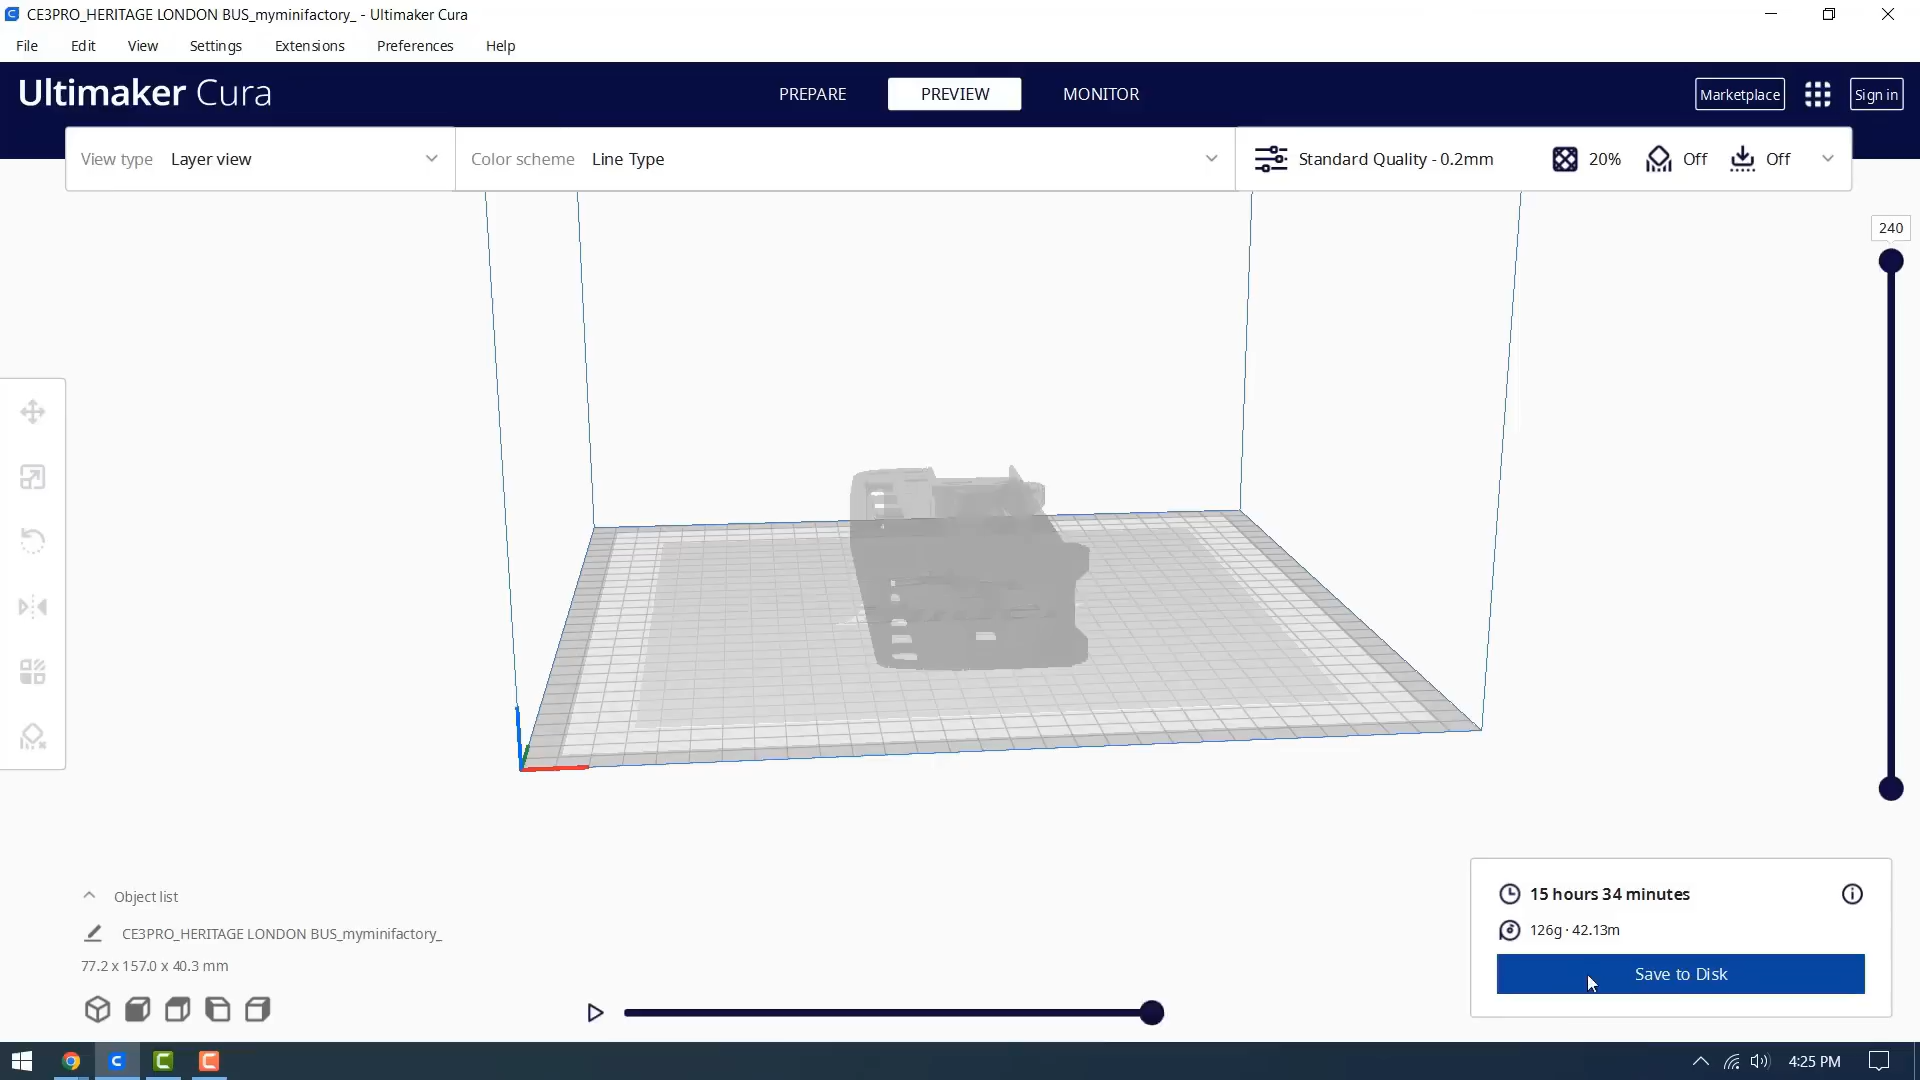 CE3PRO_HERITAGE LONDON BUS_myminifactory_ - Ultimaker Cura
File Edit View Settings Extensions Preferences Help
Ultimaker Cura
PREPARE PREVIEW MONITOR
Marketplace
Sign in
View type Layer view
Color scheme Line Type
Standard Quality - 0.2mm 20% Off Off
240
Object list
CE3PRO_HERITAGE LONDON BUS_myminifactory_
77.2 x 157.0 x 40.3 mm
15 hours 34 minutes
126g · 42.13m
Save to Disk
4:25 PM